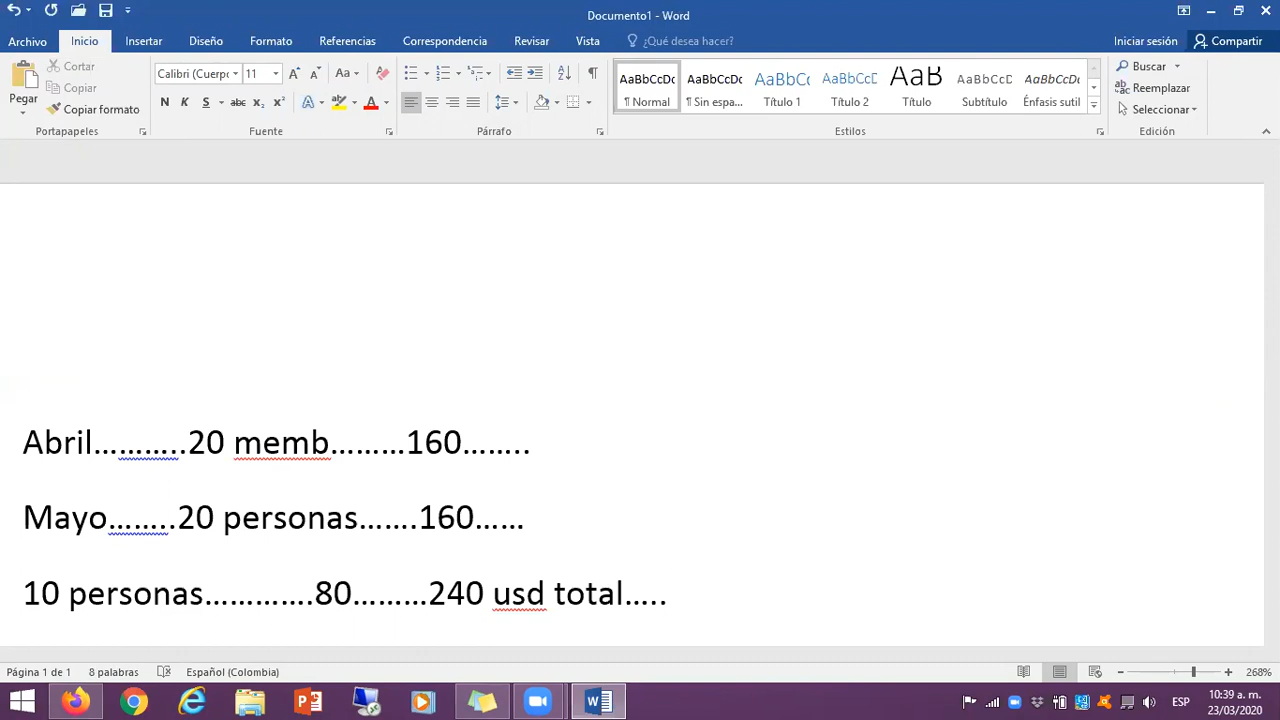 Documento1 - Word
Archivo Inicio Insertar Diseño Formato Referencias Correspondencia Revisar Vista ¿Qué desea hacer? Iniciar sesión Compartir
Pegar
Cortar
Copiar
Copiar formato
Calibri (Cuerpo 11
N K S abc x₂ x²
AaBbCcDc AaBbCcDc AaBbCc AaBbCcD AaB AaBbCcD AaBbCcDc
¶ Normal ¶ Sin espa... Título 1 Título 2 Título Subtítulo Énfasis sutil
Buscar
Reemplazar
Seleccionar
Portapapeles Fuente Párrafo Estilos Edición
Abril………..20 memb………160……..
Mayo……..20 personas…….160……
10 personas………….80………240 usd total…..
Página 1 de 1 8 palabras Español (Colombia) 268%
ESP
10:39 a. m.
23/03/2020